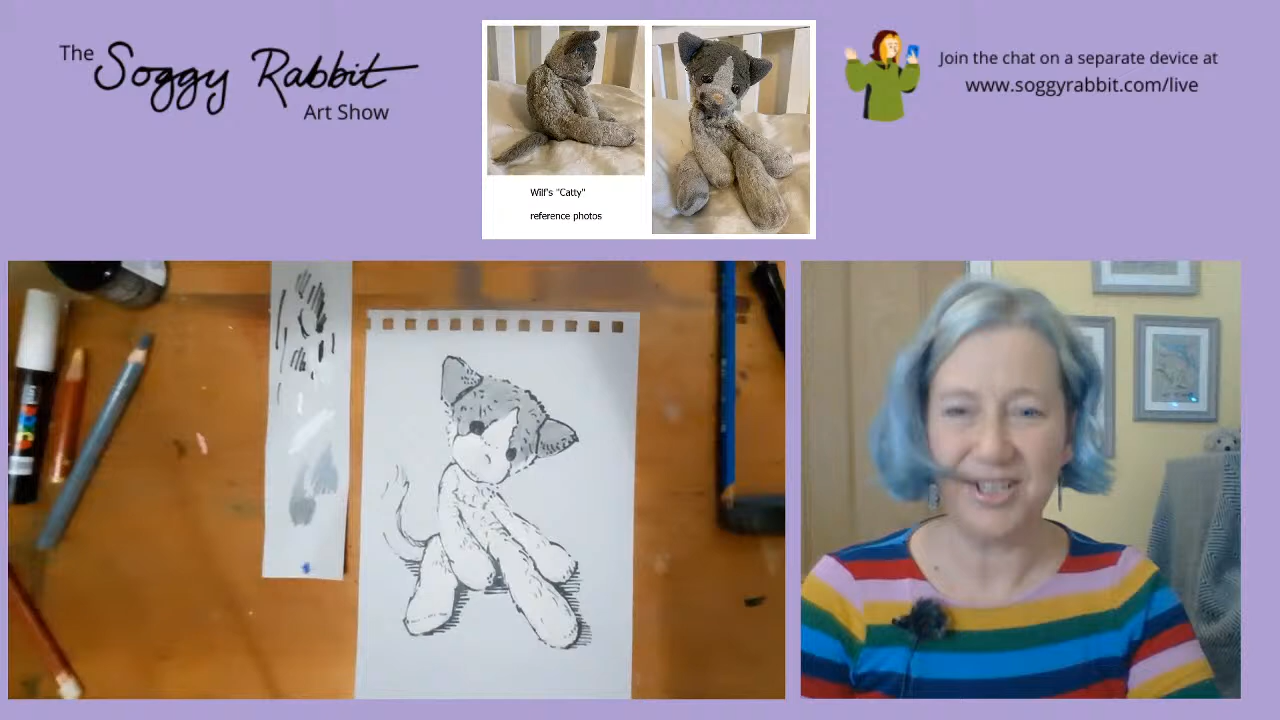 The
Soggy Rabbit
Art Show
Wilf's "Catty"
reference photos
Join the chat on a separate device at
www.soggyrabbit.com/live